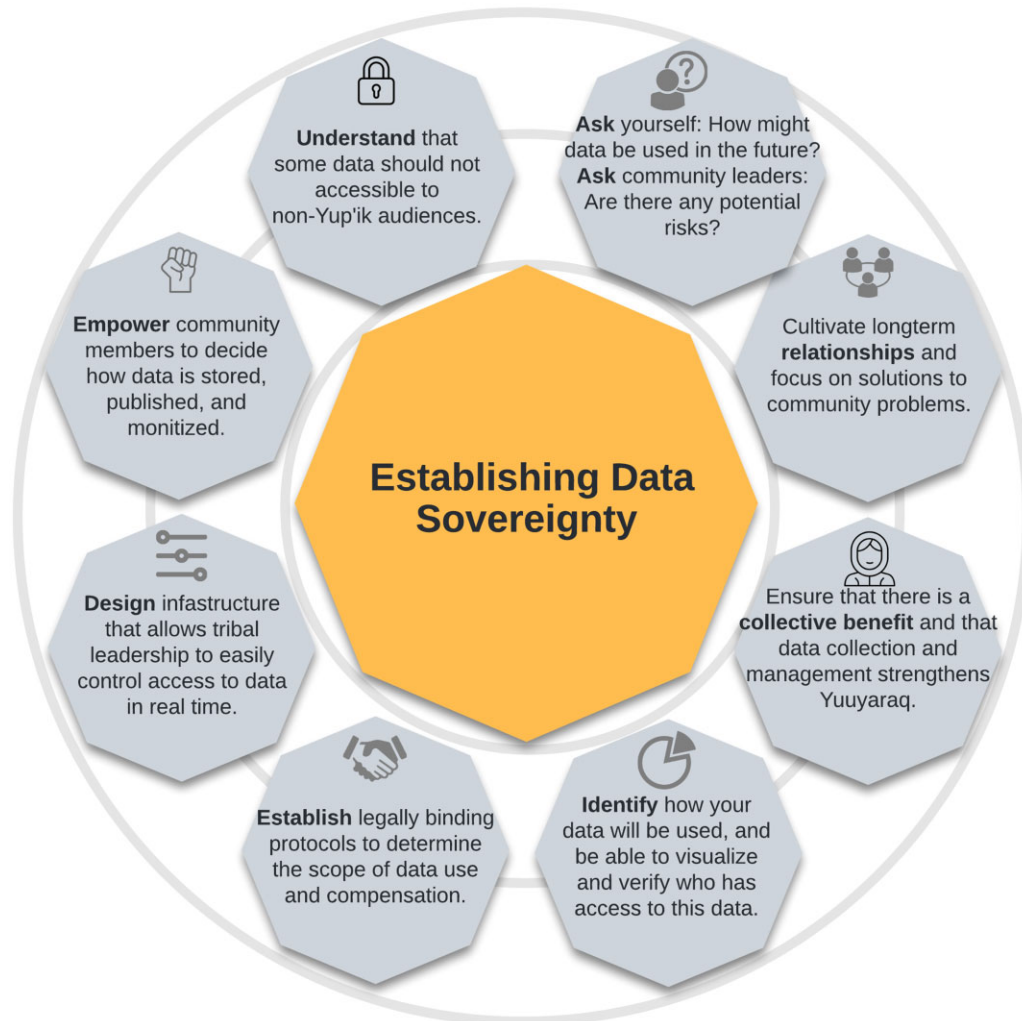 Understand that
some data should not
accessible to
non-Yup'ik audiences.
Ask yourself: How might
data be used in the future?
Ask community leaders:
Are there any potential
risks?
Empower community
members to decide
how data is stored,
published, and
monitized.
Cultivate longterm
relationships and
focus on solutions to
community problems.
Establishing Data
Sovereignty
Design infastructure
that allows tribal
leadership to easily
control access to data
in real time.
Ensure that there is a
collective benefit and that
data collection and
management strengthens
Yuuyaraq.
Establish legally binding
protocols to determine
the scope of data use
and compensation.
Identify how your
data will be used, and
be able to visualize
and verify who has
access to this data.